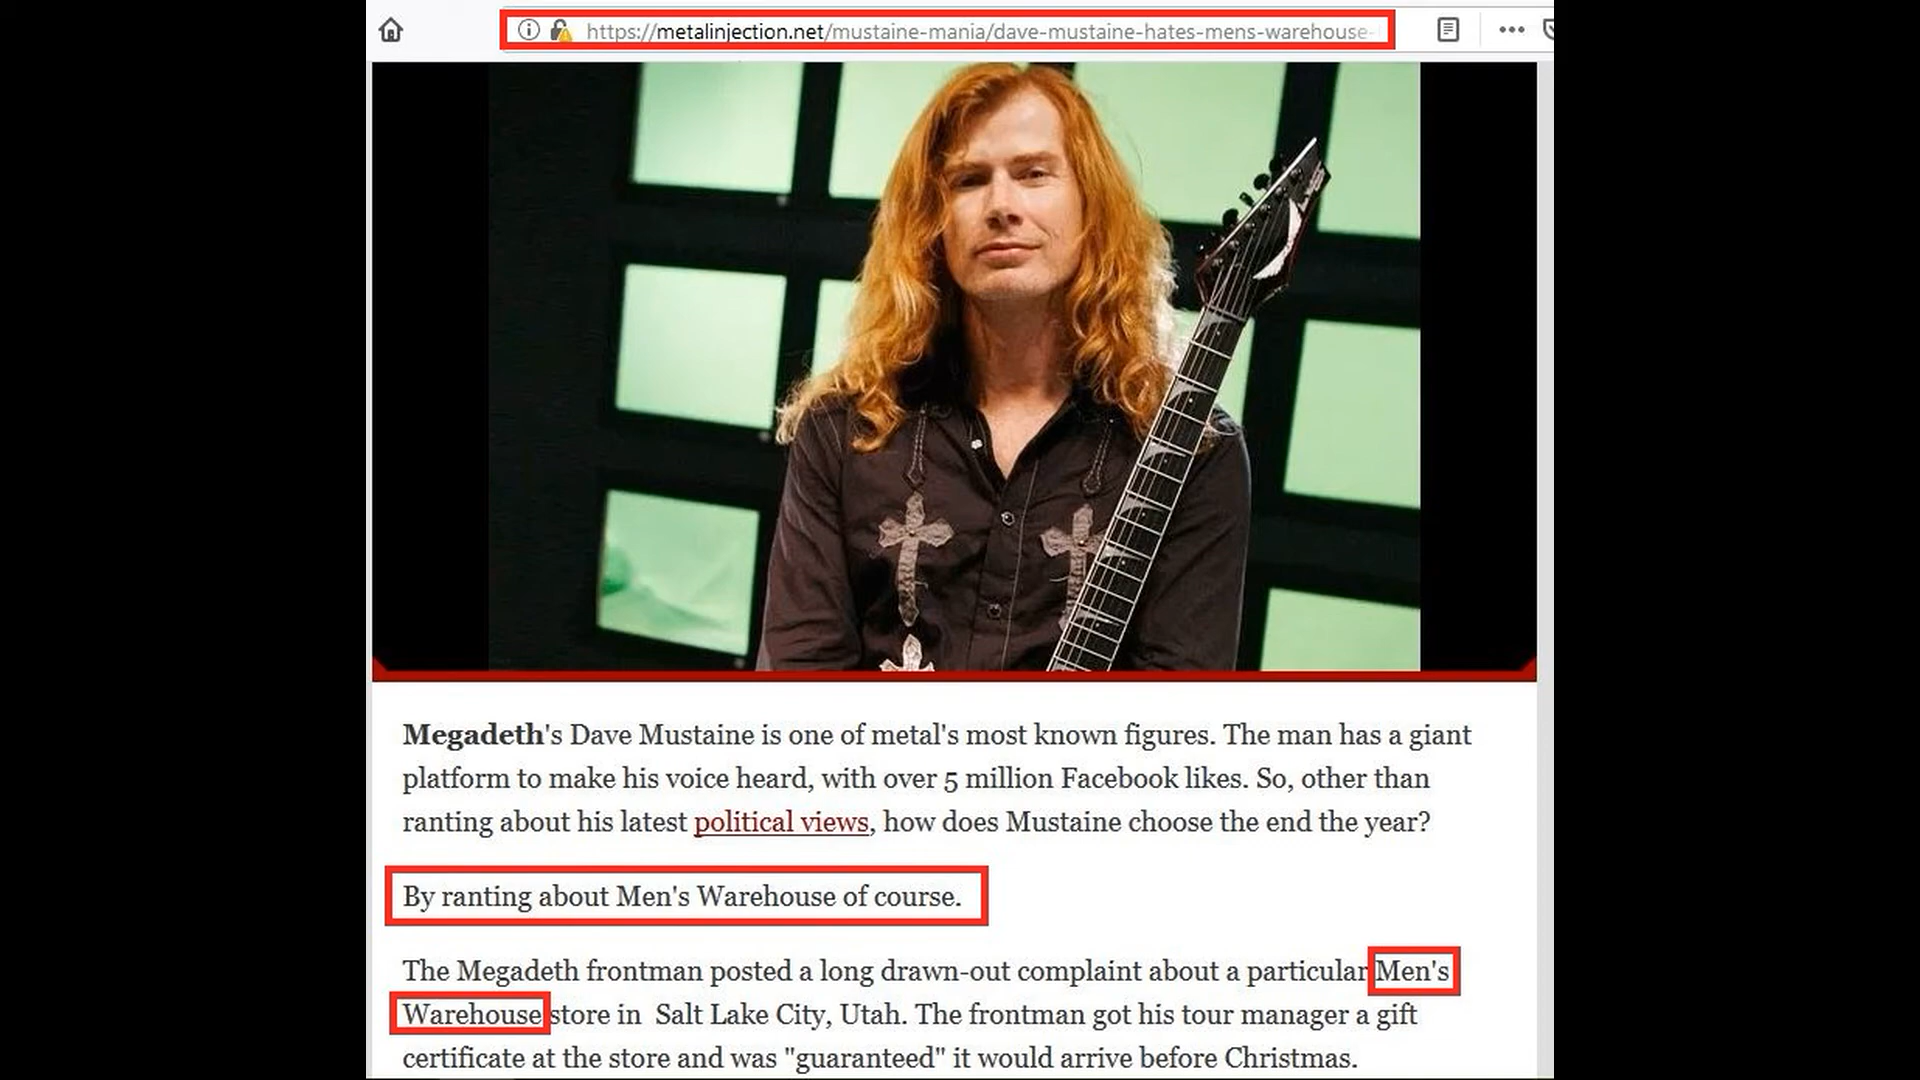 https://metalinjection.net/mustaine-mania/dave-mustaine-hates-mens-warehouse-
Megadeth's Dave Mustaine is one of metal's most known figures. The man has a giant
platform to make his voice heard, with over 5 million Facebook likes. So, other than
ranting about his latest political views, how does Mustaine choose the end the year?
By ranting about Men's Warehouse of course.
The Megadeth frontman posted a long drawn-out complaint about a particular Men's
Warehouse store in Salt Lake City, Utah. The frontman got his tour manager a gift
certificate at the store and was "guaranteed" it would arrive before Christmas.